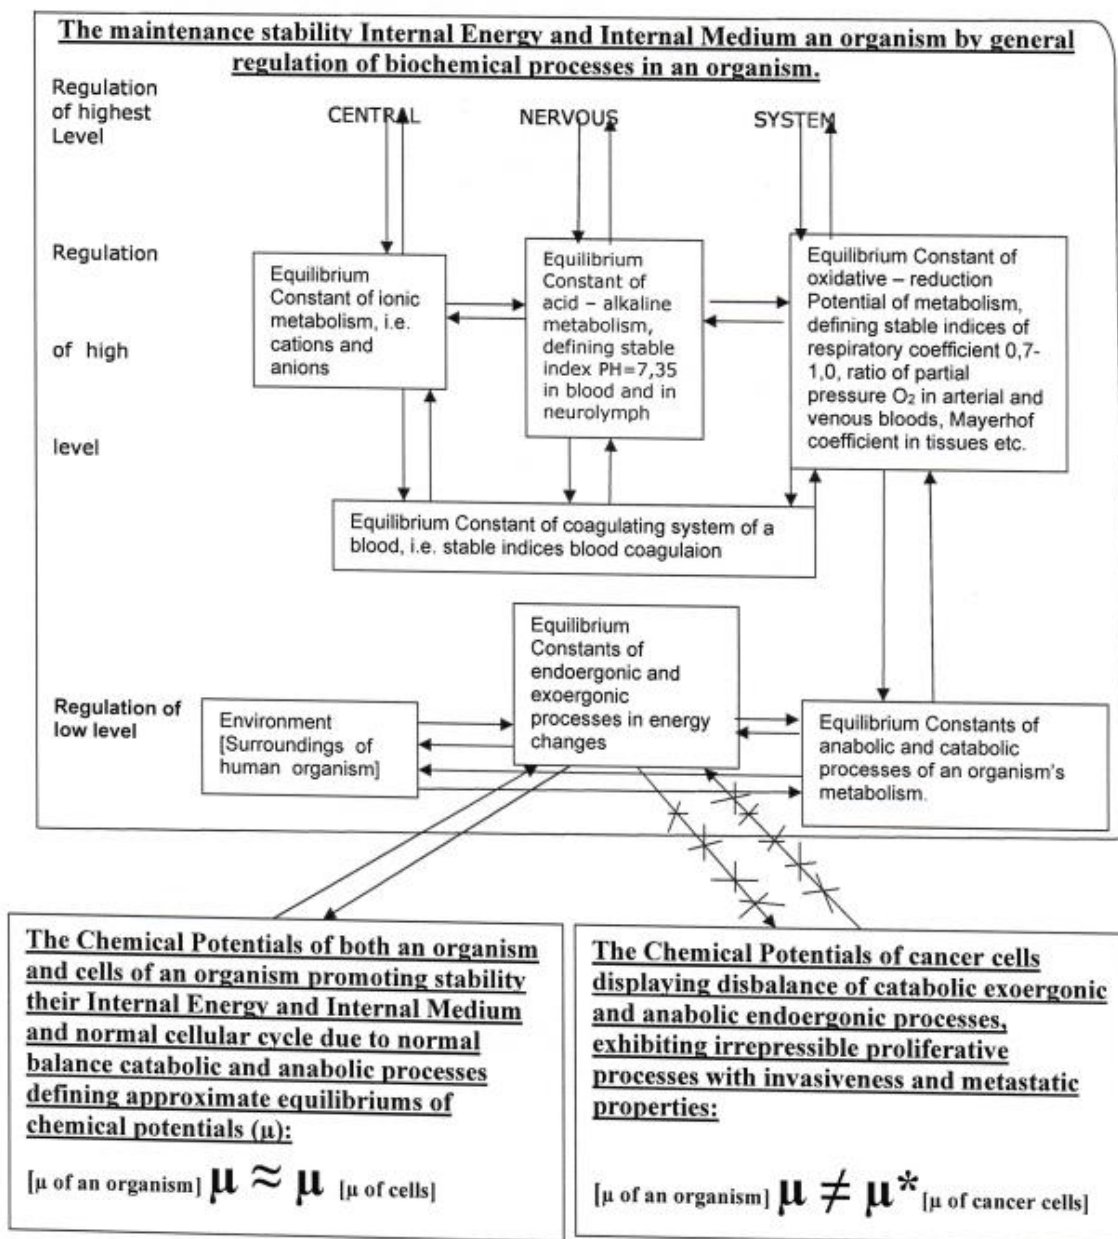 The maintenance stability Internal Energy and Internal Medium an organism by general
regulation of biochemical processes in an organism.
Regulation
of highest
Level
CENTRAL NERVOUS SYSTEM
Regulation
of high
level
Equilibrium
Constant of ionic
metabolism, i.e.
cations and
anions
Equilibrium
Constant of
acid – alkaline
metabolism,
defining stable
index PH=7,35
in blood and in
neurolymph
Equilibrium Constant of
oxidative – reduction
Potential of metabolism,
defining stable indices of
respiratory coefficient 0,7-
1,0, ratio of partial
pressure O₂ in arterial and
venous bloods, Mayerhof
coefficient in tissues etc.
Equilibrium Constant of coagulating system of a
blood, i.e. stable indices blood coagulaion
Regulation of
low level
Environment
[Surroundings of
human organism]
Equilibrium
Constants of
endoergonic and
exoergonic
processes in energy
changes
Equilibrium Constants of
anabolic and catabolic
processes of an organism's
metabolism.
The Chemical Potentials of both an organism
and cells of an organism promoting stability
their Internal Energy and Internal Medium
and normal cellular cycle due to normal
balance catabolic and anabolic processes
defining approximate equilibriums of
chemical potentials (μ):
[μ of an organism] μ ≈ μ [μ of cells]
The Chemical Potentials of cancer cells
displaying disbalance of catabolic exoergonic
and anabolic endoergonic processes,
exhibiting irrepressible proliferative
processes with invasiveness and metastatic
properties:
[μ of an organism] μ ≠ μ* [μ of cancer cells]